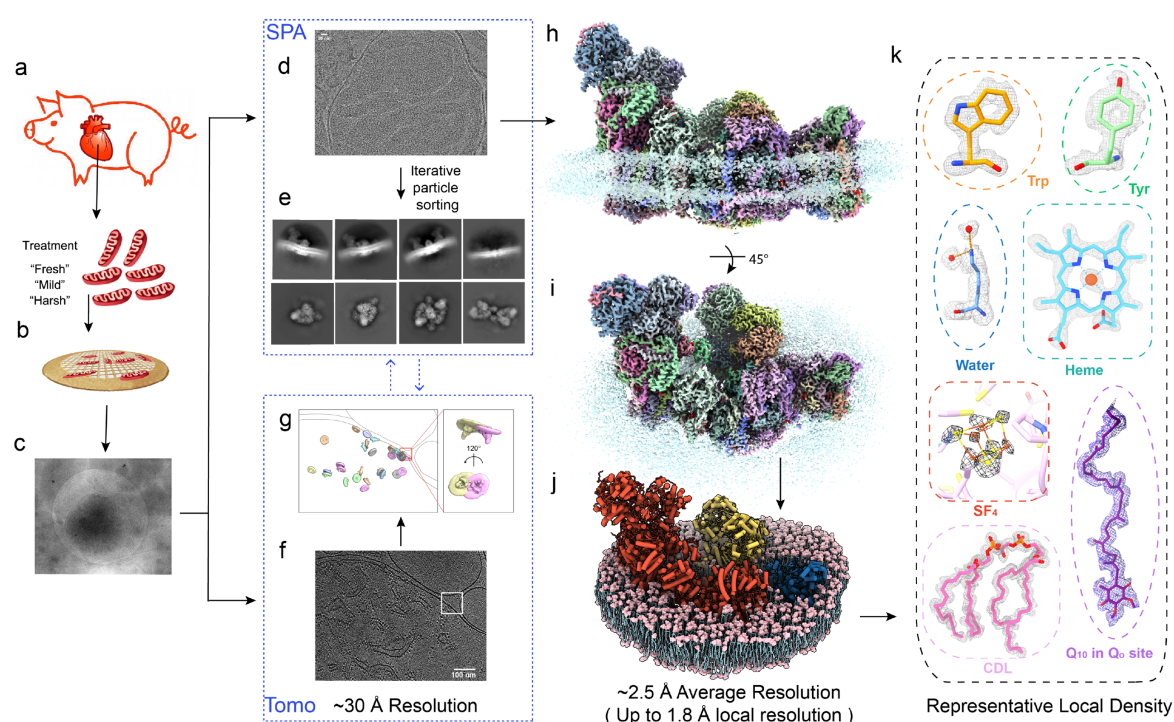 a
Treatment
“Fresh”
“Mild”
“Harsh”
b
c
SPA
d
Iterative
particle
sorting
e
g
120°
f
100 nm
Tomo
~30 Å Resolution
h
45°
i
j
~2.5 Å Average Resolution
( Up to 1.8 Å local resolution )
k
Trp
Tyr
Water
Heme
SF₄
CDL
Q₁₀ in Qₒ site
Representative Local Density